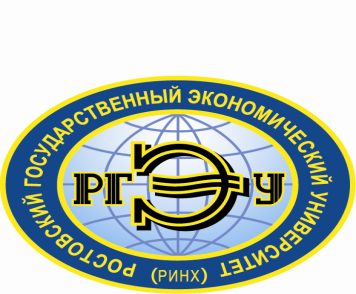 РОСТОВСКИЙ ГОСУДАРСТВЕННЫЙ ЭКОНОМИЧЕСКИЙ УНИВЕРСИТЕТ
РГЭУ
(РИНХ)